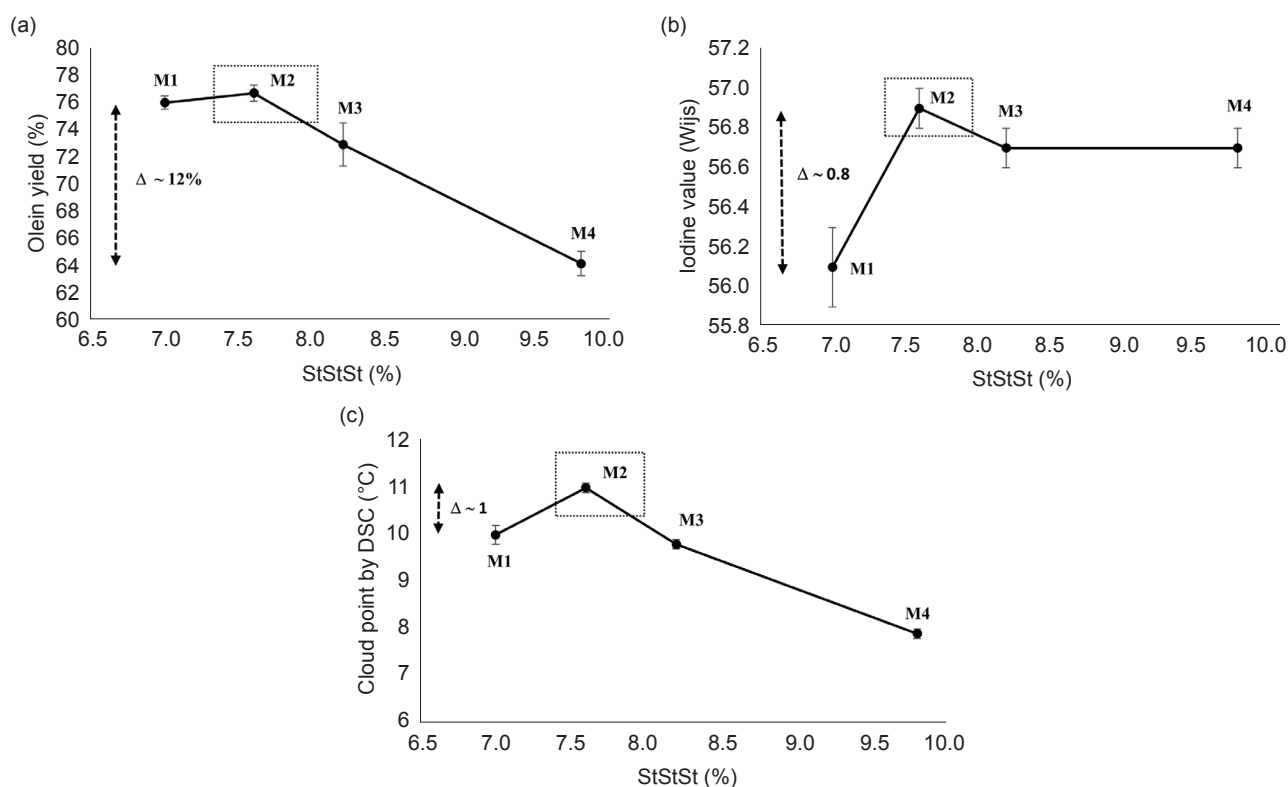 (a)
80
78
76
74
72
70
68
66
64
62
60
Olein yield (%)
M1
M2
M3
M4
Δ ~ 12%
6.5 7.0 7.5 8.0 8.5 9.0 9.5 10.0
StStSt (%)
(b)
57.2
57.0
56.8
56.6
56.4
56.2
56.0
55.8
Iodine value (Wijs)
M2
M3
M4
Δ ~ 0.8
M1
6.5 7.0 7.5 8.0 8.5 9.0 9.5 10.0
StStSt (%)
(c)
12
11
10
9
8
7
6
Cloud point by DSC (°C)
M2
Δ ~ 1
M3
M1
M4
6.5 7.0 7.5 8.0 8.5 9.0 9.5 10.0
StStSt (%)